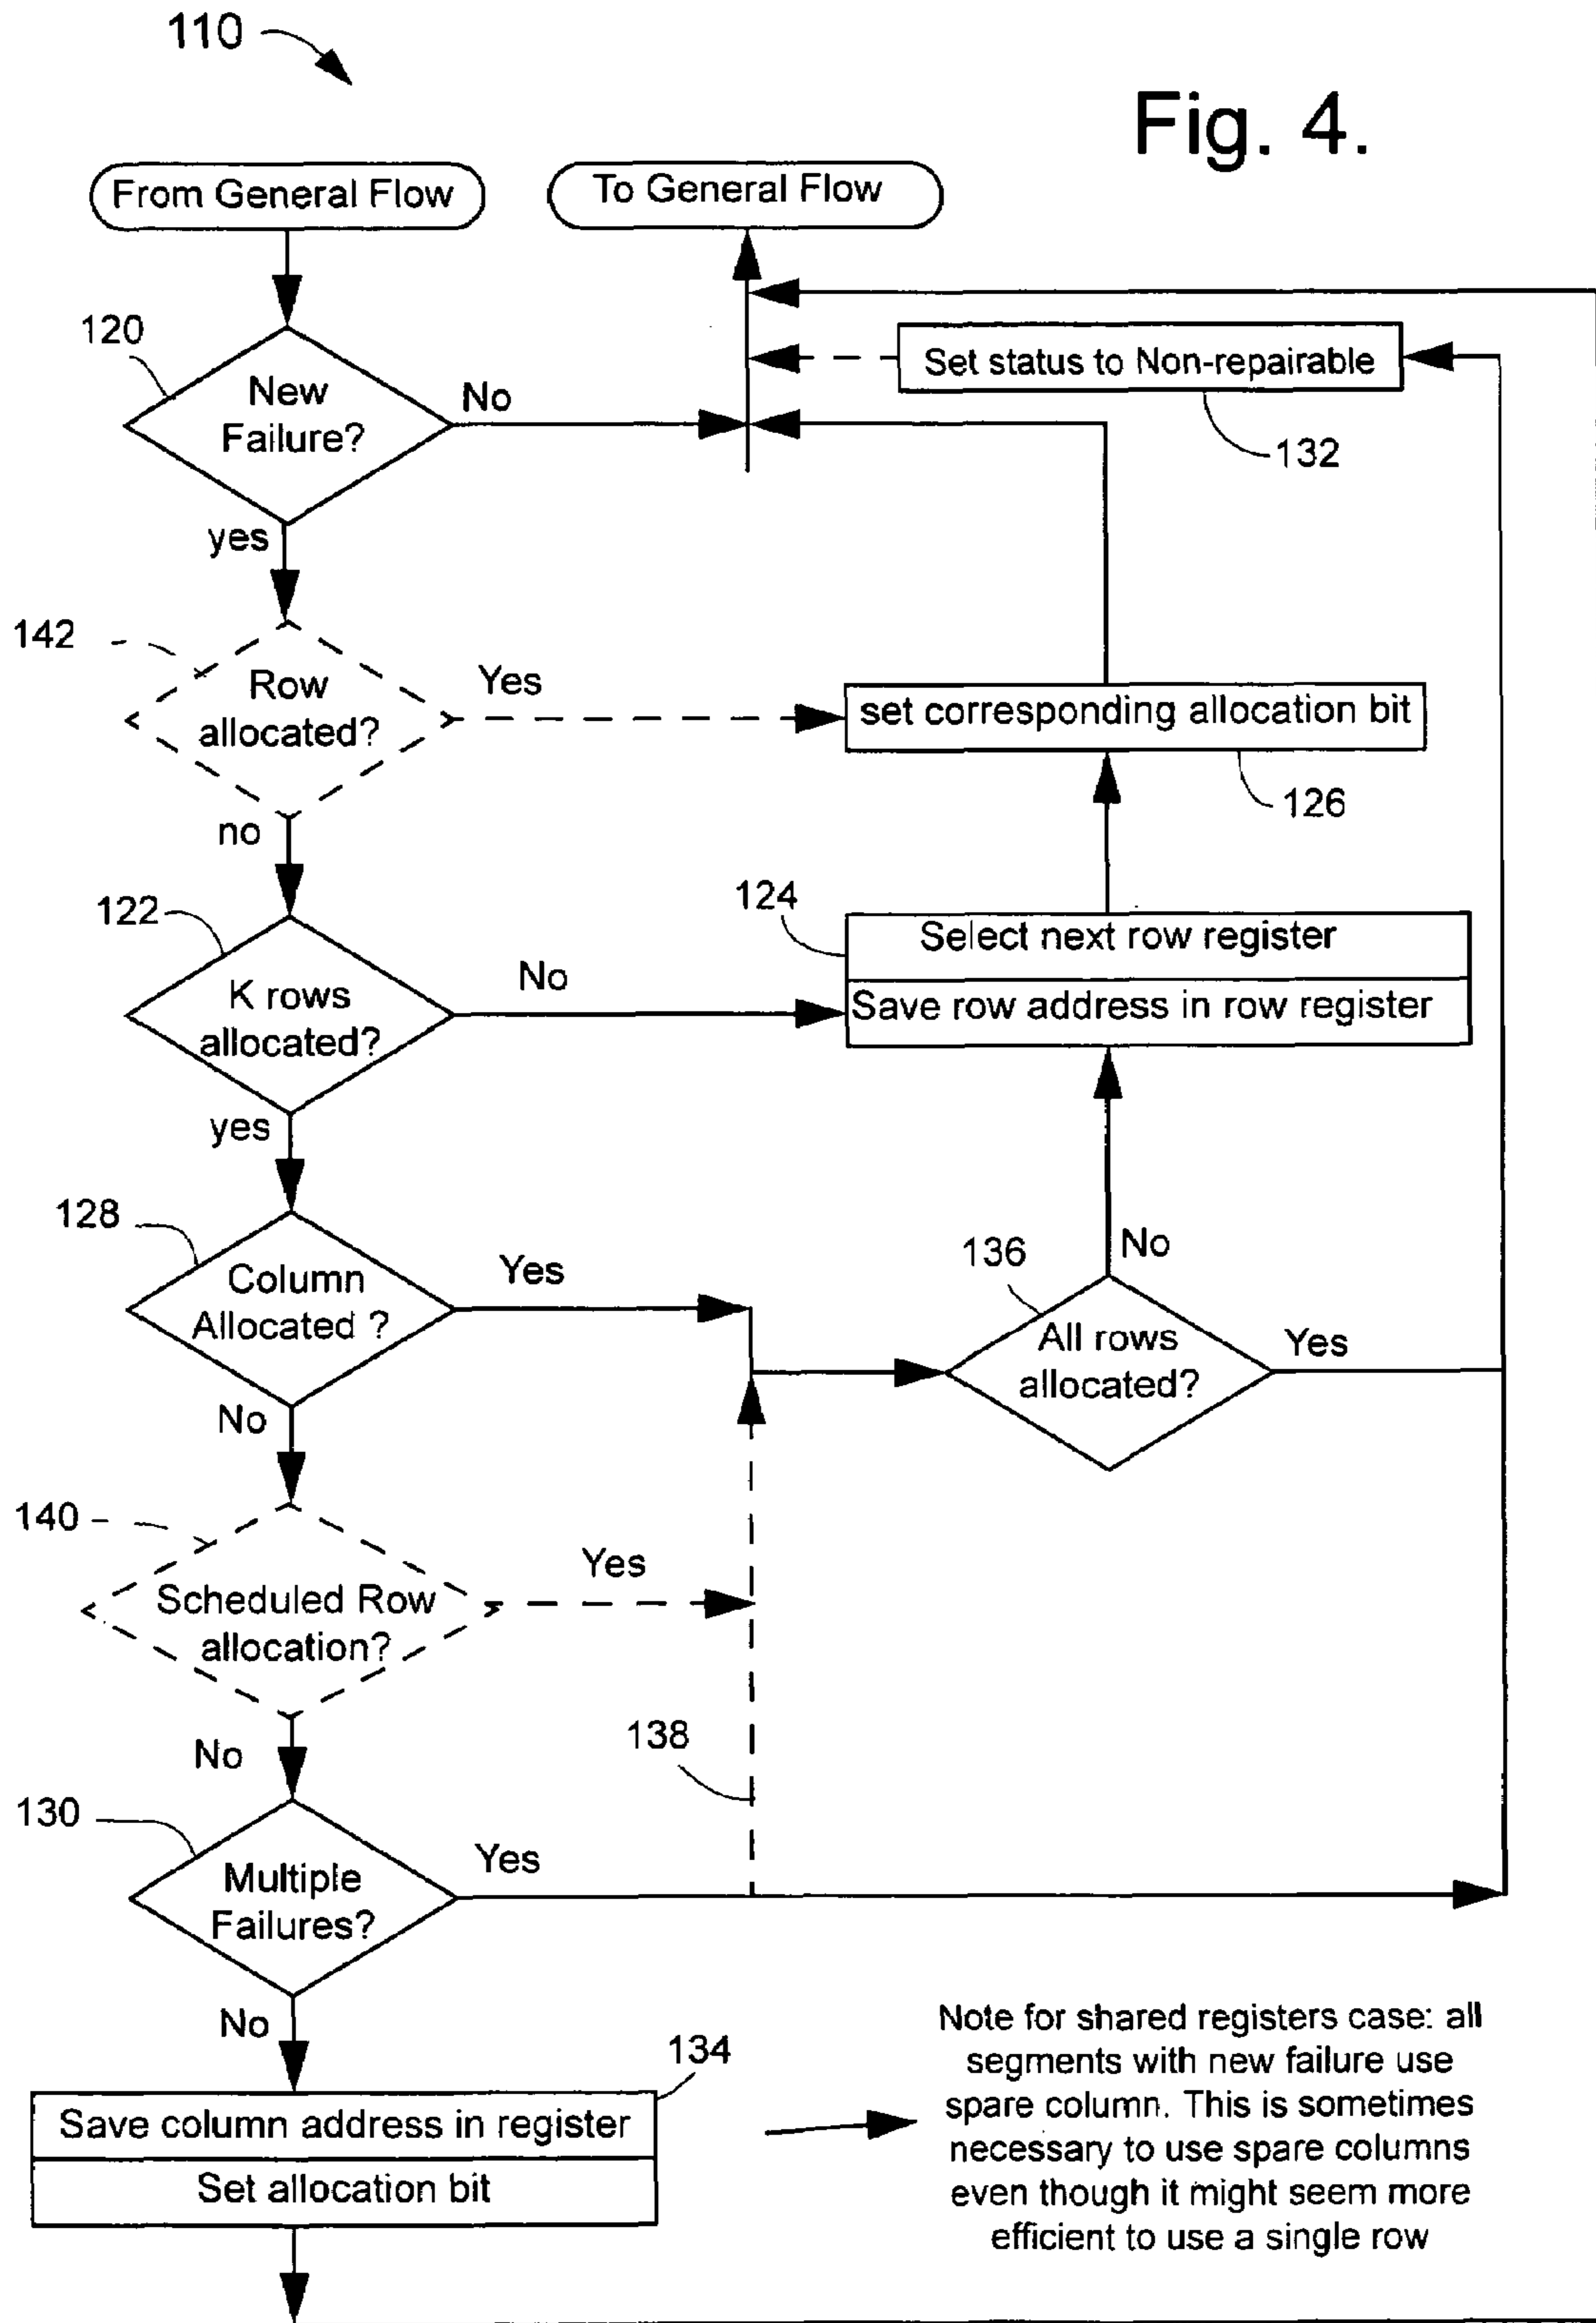 110
Fig. 4.
From General Flow
To General Flow
120
New
Failure?
No
Set status to Non-repairable
132
yes
142
Row
allocated?
Yes
set corresponding allocation bit
126
no
122
K rows
allocated?
No
124
Select next row register
Save row address in row register
yes
128
Column
Allocated ?
Yes
136
No
All rows
allocated?
Yes
No
140
Scheduled Row
allocation?
Yes
No
138
130
Multiple
Failures?
Yes
No
134
Save column address in register
Set allocation bit
Note for shared registers case: all
segments with new failure use
spare column. This is sometimes
necessary to use spare columns
even though it might seem more
efficient to use a single row